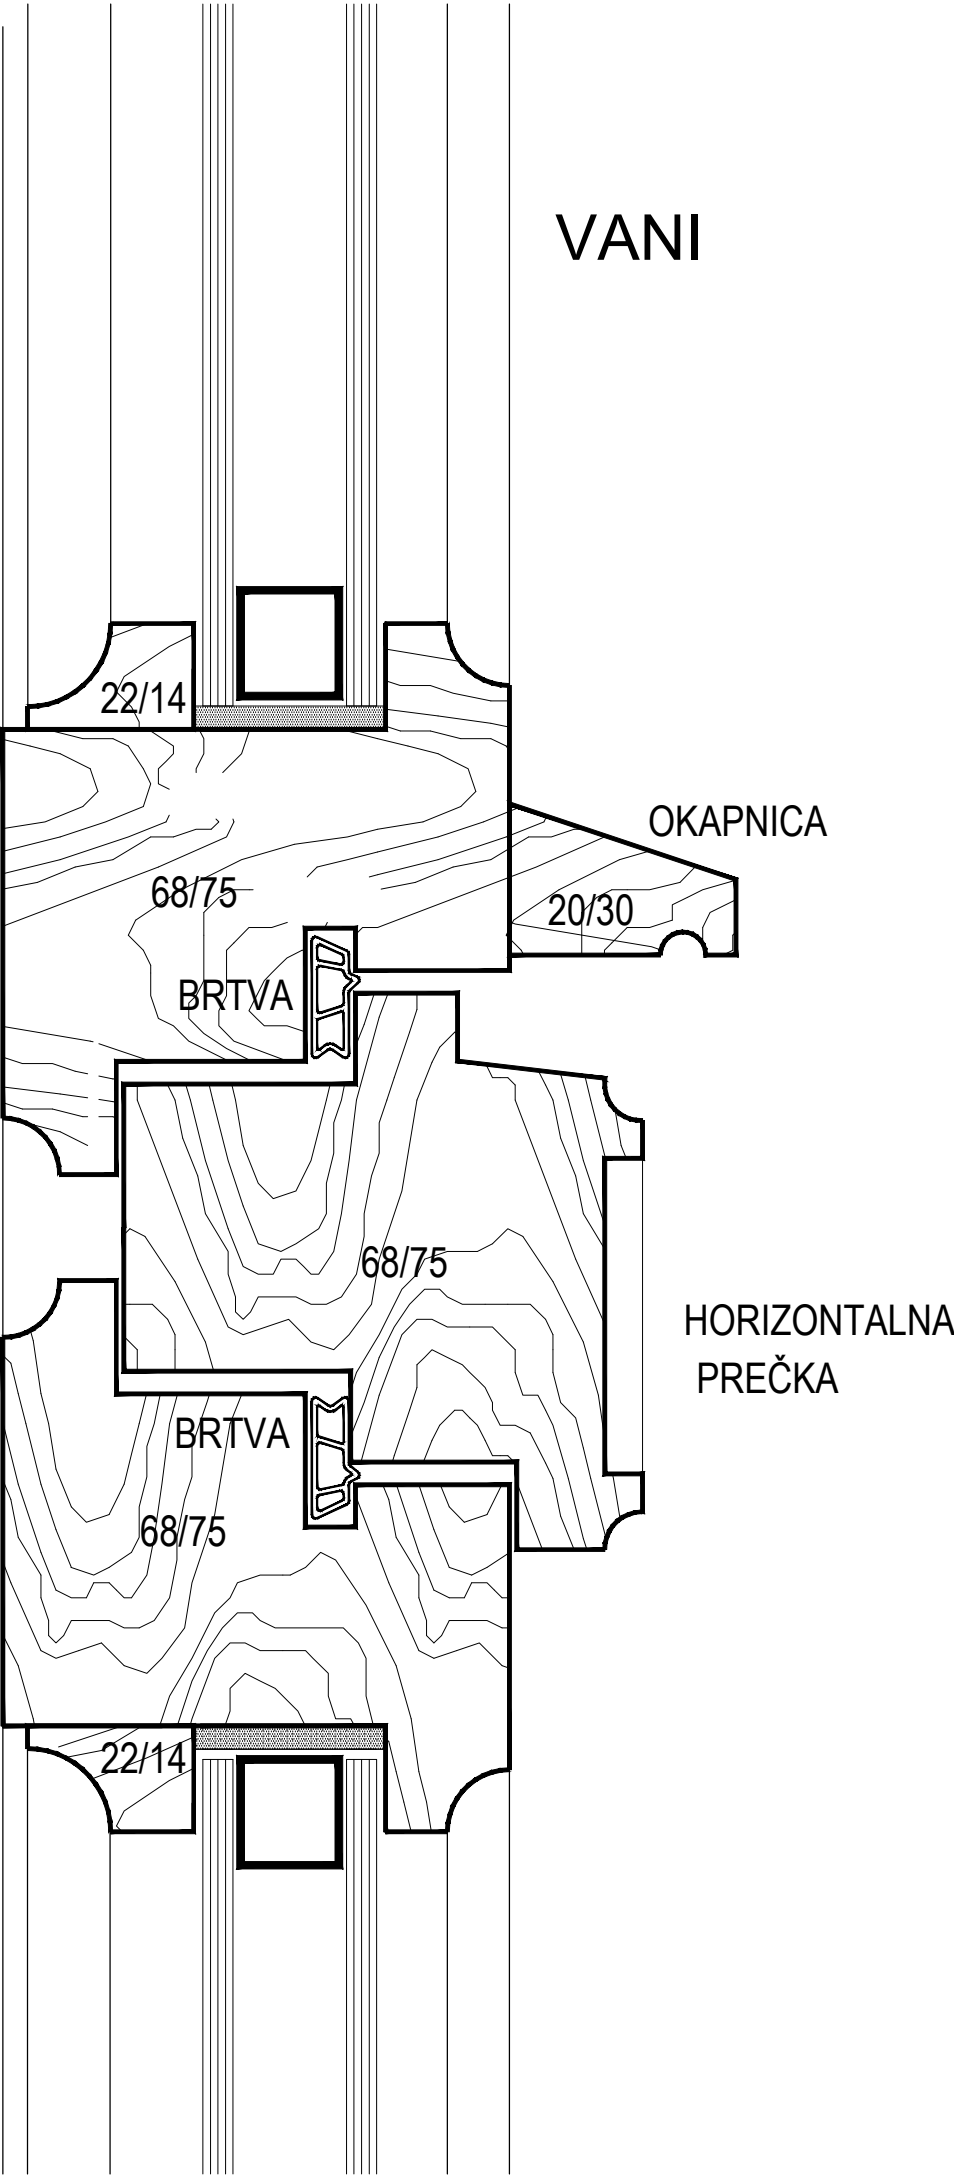 VANI
22/14
OKAPNICA
68/75
20/30
BRTVA
68/75
HORIZONTALNA
PREČKA
BRTVA
68/75
22/14